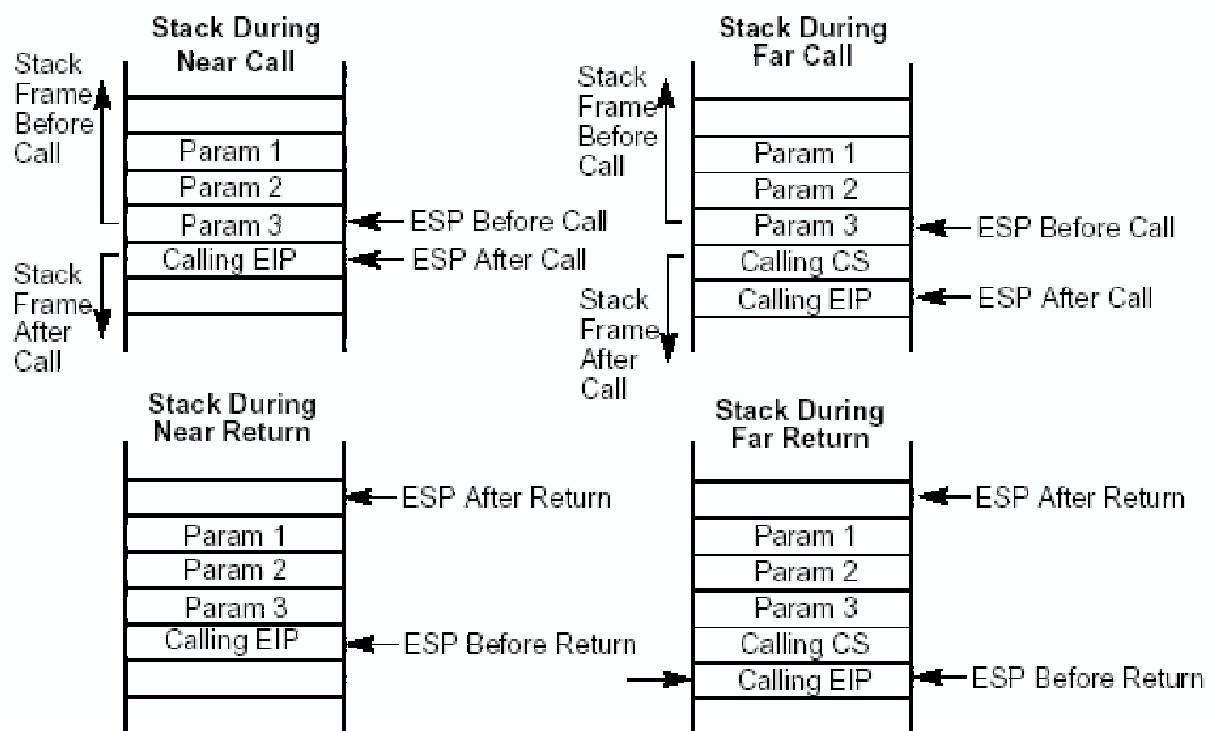 Stack During
Near Call
Stack
Frame
Before
Call
Param 1
Param 2
Param 3
Calling EIP
ESP Before Call
ESP After Call
Stack
Frame
After
Call
Stack During
Far Call
Stack
Frame
Before
Call
Param 1
Param 2
Param 3
Calling CS
Calling EIP
ESP Before Call
ESP After Call
Stack
Frame
After
Call
Stack During
Near Return
ESP After Return
Param 1
Param 2
Param 3
Calling EIP
ESP Before Return
Stack During
Far Return
ESP After Return
Param 1
Param 2
Param 3
Calling CS
Calling EIP
ESP Before Return